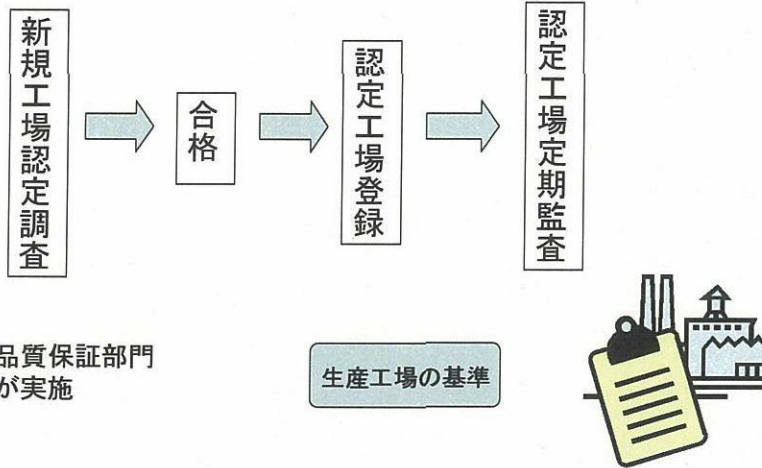 新規工場認定調査
合格
認定工場登録
認定工場定期監査
品質保証部門
が実施
生産工場の基準